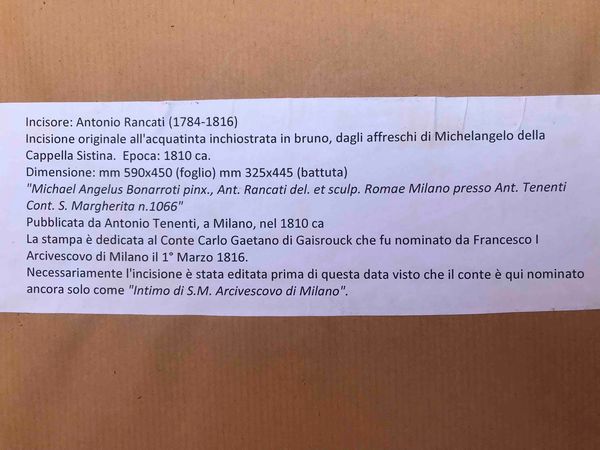 Incisore: Antonio Rancati (1784-1816)
Incisione originale all'acquatinta inchiostrata in bruno, dagli affreschi di Michelangelo della
Cappella Sistina.  Epoca: 1810 ca.
Dimensione: mm 590x450 (foglio) mm 325x445 (battuta)
"Michael Angelus Bonarroti pinx., Ant. Rancati del. et sculp. Romae Milano presso Ant. Tenenti
Cont. S. Margherita n.1066"
Pubblicata da Antonio Tenenti, a Milano, nel 1810 ca
La stampa è dedicata al Conte Carlo Gaetano di Gaisrouck che fu nominato da Francesco I
Arcivescovo di Milano il 1° Marzo 1816.
Necessariamente l'incisione è stata editata prima di questa data visto che il conte è qui nominato
ancora solo come "Intimo di S.M. Arcivescovo di Milano".